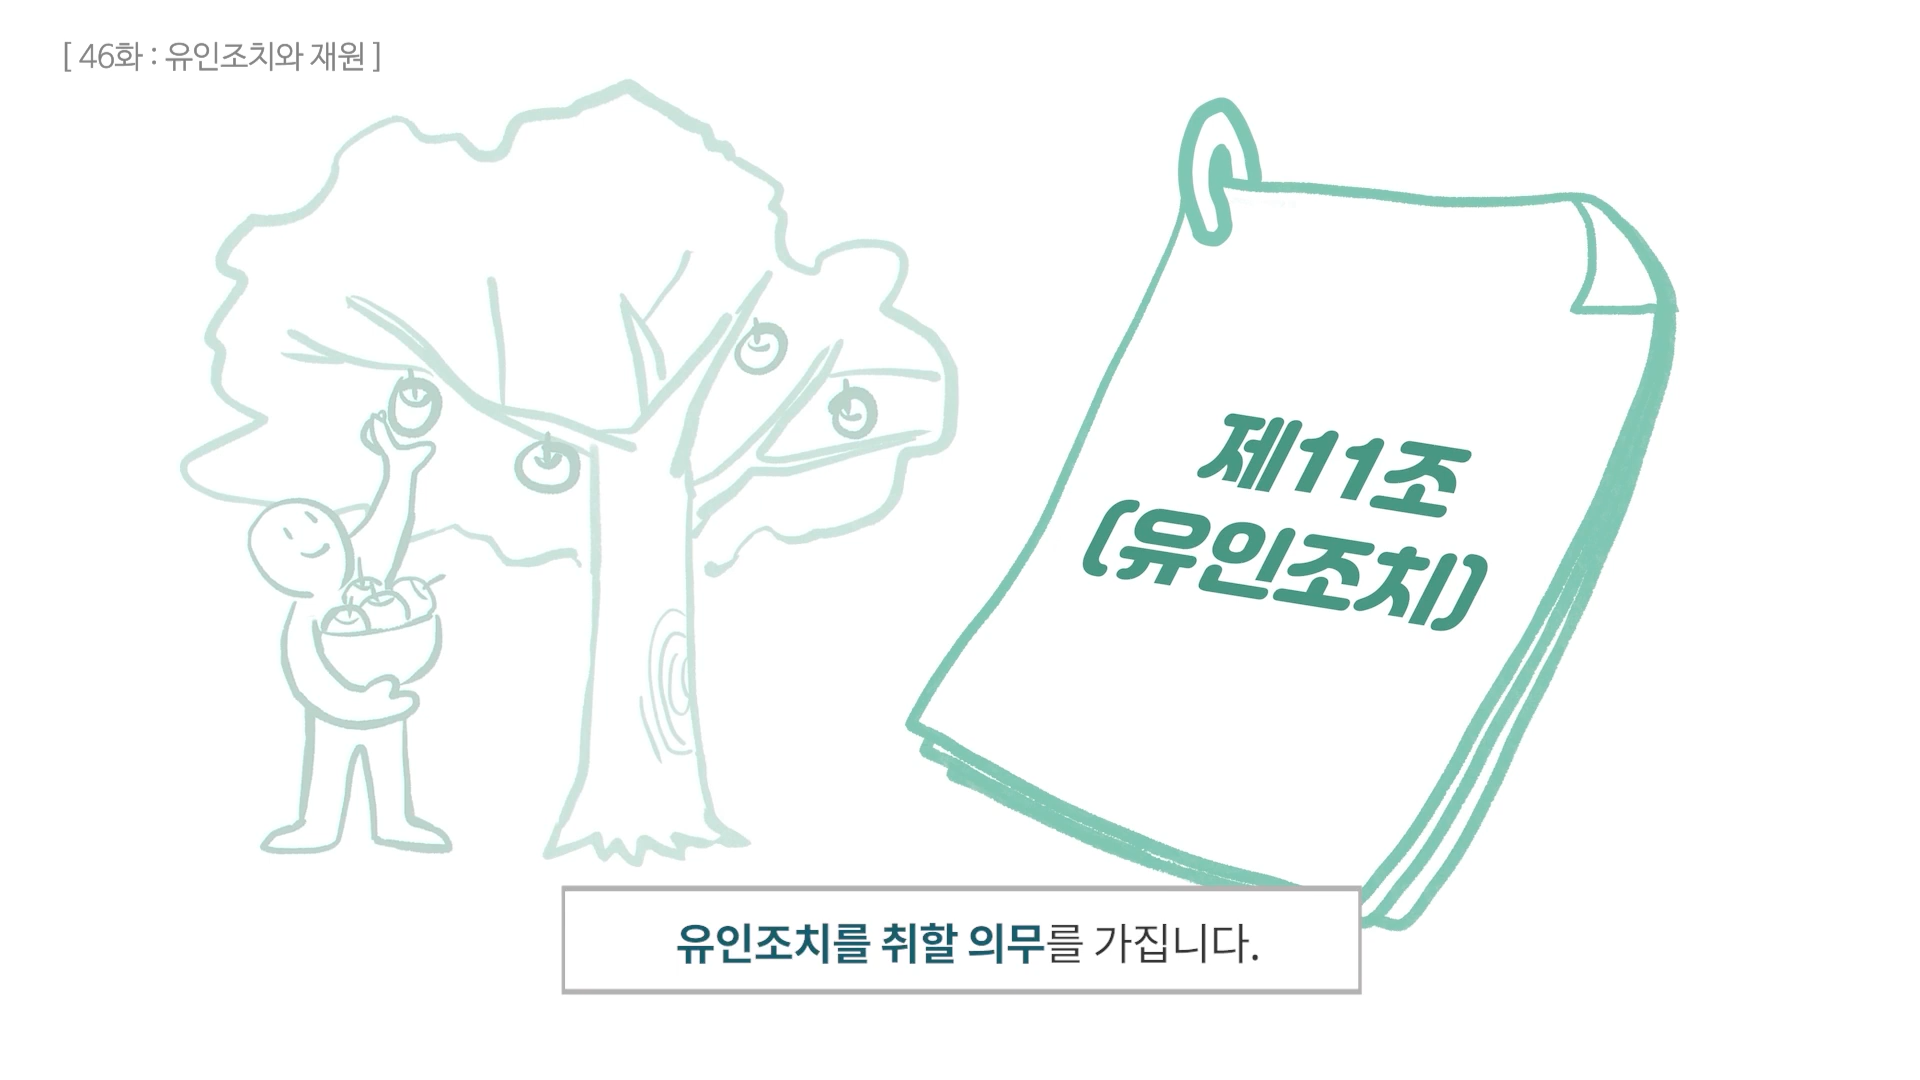 [ 46화 : 유인조치와 재원 ]
제11조
(유인조치)
유인조치를 취할 의무를 가집니다.